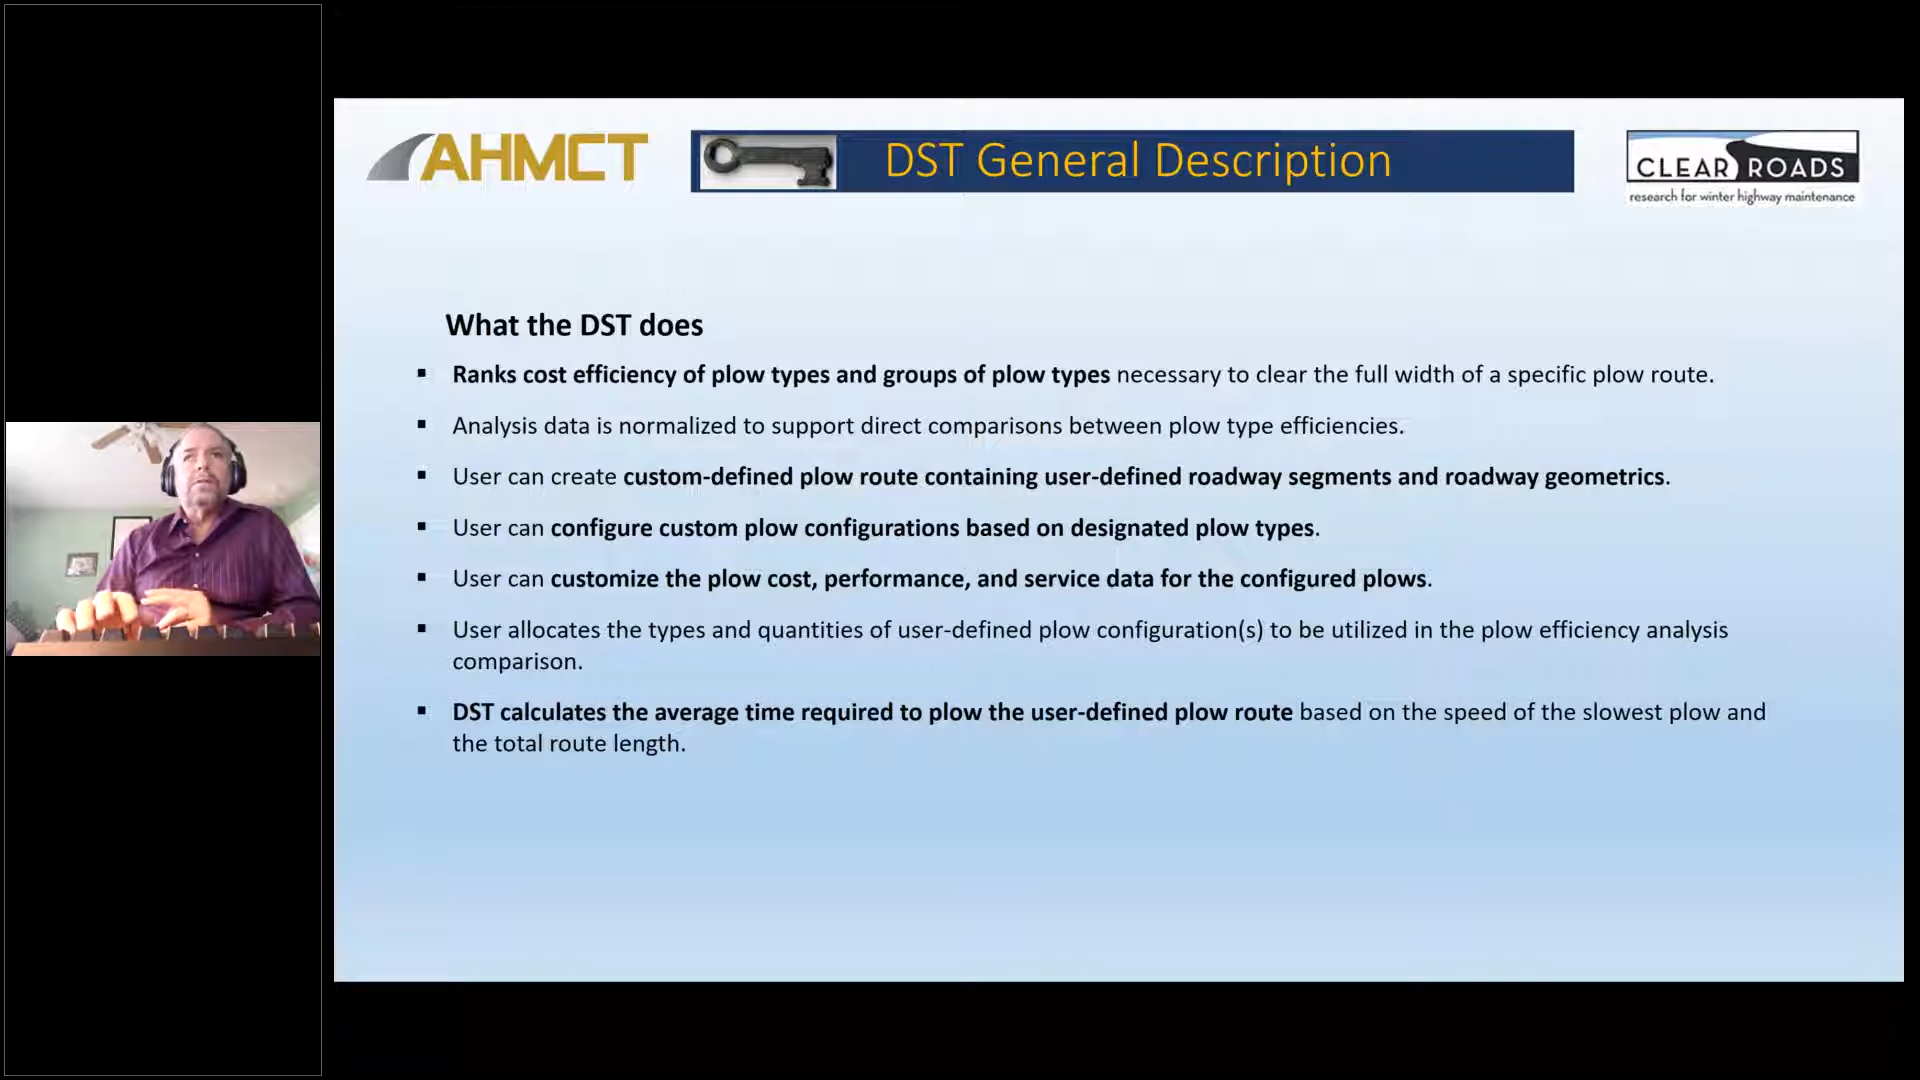 AHMCT
DST General Description
CLEAR ROADS
research for winter highway maintenance
What the DST does
▪ Ranks cost efficiency of plow types and groups of plow types necessary to clear the full width of a specific plow route.
▪ Analysis data is normalized to support direct comparisons between plow type efficiencies.
▪ User can create custom-defined plow route containing user-defined roadway segments and roadway geometrics.
▪ User can configure custom plow configurations based on designated plow types.
▪ User can customize the plow cost, performance, and service data for the configured plows.
▪ User allocates the types and quantities of user-defined plow configuration(s) to be utilized in the plow efficiency analysis
comparison.
▪ DST calculates the average time required to plow the user-defined plow route based on the speed of the slowest plow and
the total route length.